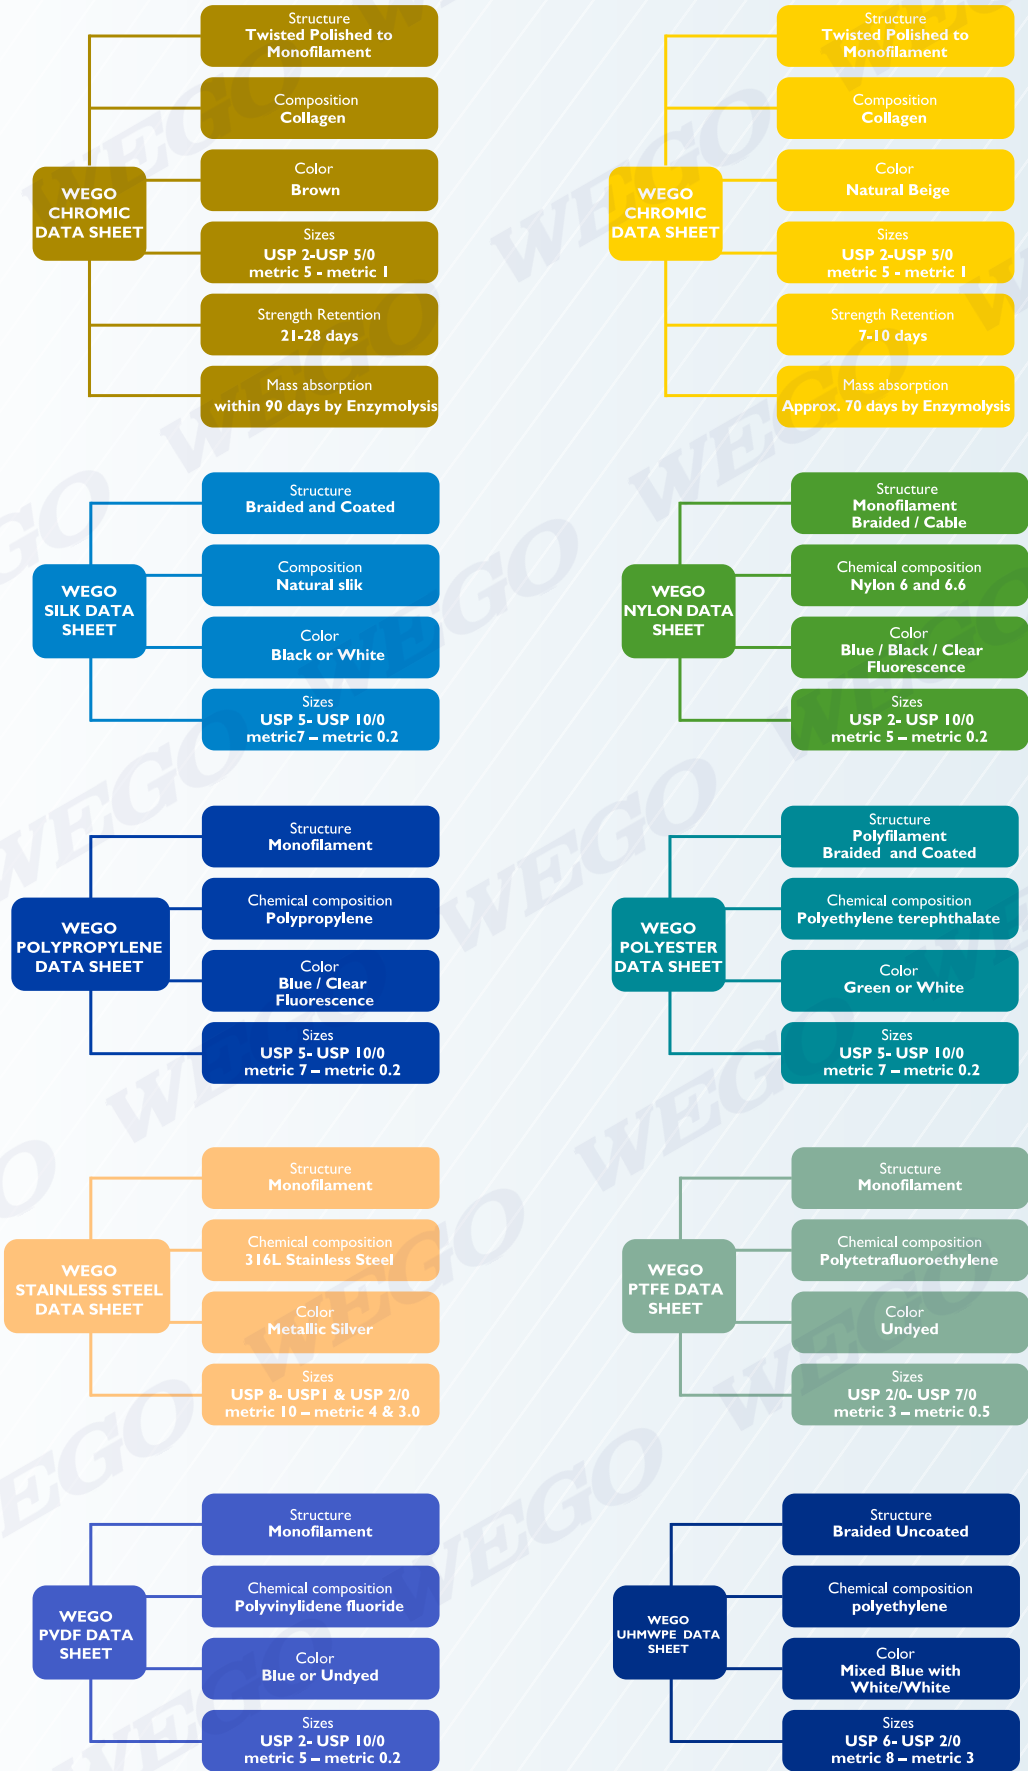 WEGO
CHROMIC
DATA SHEET
Structure
Twisted Polished to
Monofilament
Composition
Collagen
Color
Brown
Sizes
USP 2-USP 5/0
metric 5 - metric 1
Strength Retention
21-28 days
Mass absorption
within 90 days by Enzymolysis
WEGO
CHROMIC
DATA SHEET
Structure
Twisted Polished to
Monofilament
Composition
Collagen
Color
Natural Beige
Sizes
USP 2-USP 5/0
metric 5 - metric 1
Strength Retention
7-10 days
Mass absorption
Approx. 70 days by Enzymolysis
WEGO
SILK DATA
SHEET
Structure
Braided and Coated
Composition
Natural slik
Color
Black or White
Sizes
USP 5- USP 10/0
metric7 – metric 0.2
WEGO
NYLON DATA
SHEET
Structure
Monofilament
Braided / Cable
Chemical composition
Nylon 6 and 6.6
Color
Blue / Black / Clear
Fluorescence
Sizes
USP 2- USP 10/0
metric 5 – metric 0.2
WEGO
POLYPROPYLENE
DATA SHEET
Structure
Monofilament
Chemical composition
Polypropylene
Color
Blue / Clear
Fluorescence
Sizes
USP 5- USP 10/0
metric 7 – metric 0.2
WEGO
POLYESTER
DATA SHEET
Structure
Polyfilament
Braided and Coated
Chemical composition
Polyethylene terephthalate
Color
Green or White
Sizes
USP 5- USP 10/0
metric 7 – metric 0.2
WEGO
STAINLESS STEEL
DATA SHEET
Structure
Monofilament
Chemical composition
316L Stainless Steel
Color
Metallic Silver
Sizes
USP 8- USP1 & USP 2/0
metric 10 – metric 4 & 3.0
WEGO
PTFE DATA
SHEET
Structure
Monofilament
Chemical composition
Polytetrafluoroethylene
Color
Undyed
Sizes
USP 2/0- USP 7/0
metric 3 – metric 0.5
WEGO
PVDF DATA
SHEET
Structure
Monofilament
Chemical composition
Polyvinylidene fluoride
Color
Blue or Undyed
Sizes
USP 2- USP 10/0
metric 5 – metric 0.2
WEGO
UHMWPE DATA
SHEET
Structure
Braided Uncoated
Chemical composition
polyethylene
Color
Mixed Blue with
White/White
Sizes
USP 6- USP 2/0
metric 8 – metric 3